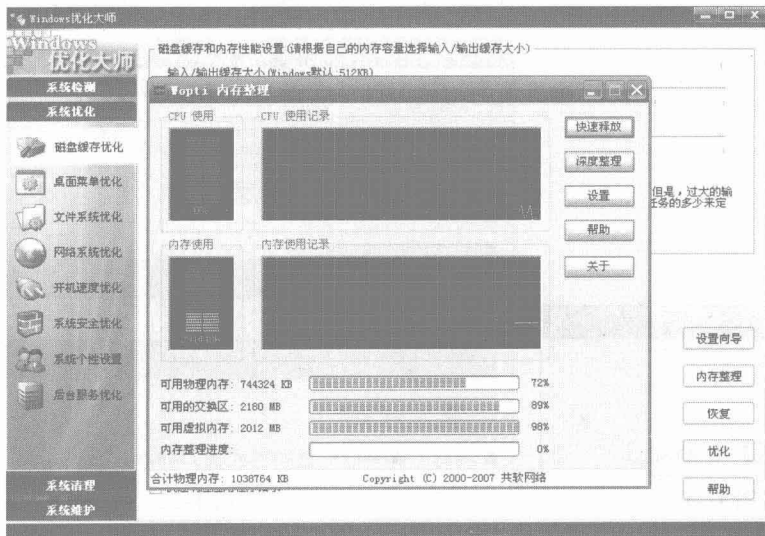 Windows优化大师
Windows
优化大师
系统检测
系统优化
磁盘缓存优化
桌面菜单优化
文件系统优化
网络系统优化
开机速度优化
系统安全优化
系统个性设置
后台服务优化
系统清理
系统维护
磁盘缓存和内存性能设置(请根据自己的内存容量选择输入/输出缓存大小)
输入/输出缓存大小(Windows默认:512KB)
但是，过大的输
任务的多少来定
Wopti 内存整理
CPU 使用
CPU 使用记录
内存使用
内存使用记录
快速释放
深度整理
设置
帮助
关于
可用物理内存: 744324 KB 72%
可用的交换区: 2180 MB 89%
可用虚拟内存: 2012 MB 98%
内存整理进度: 0%
合计物理内存: 1038764 KB Copyright (C) 2000-2007 共软网络
设置向导
内存整理
恢复
优化
帮助